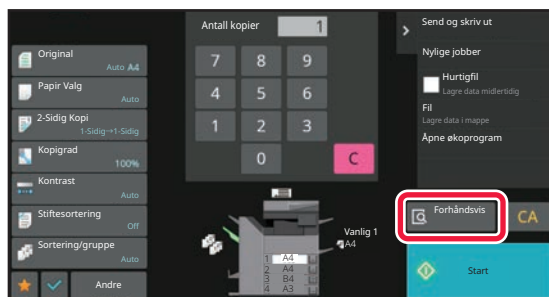 Original
Auto A4
Papir Valg
Auto
2-Sidig Kopi
1-Sidig→1-Sidig
Kopigrad
100%
Kontrast
Auto
Stiftesortering
Off
Sortering/gruppe
Auto
Andre
Antall kopier 1
7 8 9
4 5 6
1 2 3
0 C
Vanlig 1
A4
1 A4
2 A4
3 B4
4 A3
Send og skriv ut
Nylige jobber
Hurtigfil
Lagre data midlertidig
Fil
Lagre data i mappe
Åpne økoprogram
Forhåndsvis
CA
Start